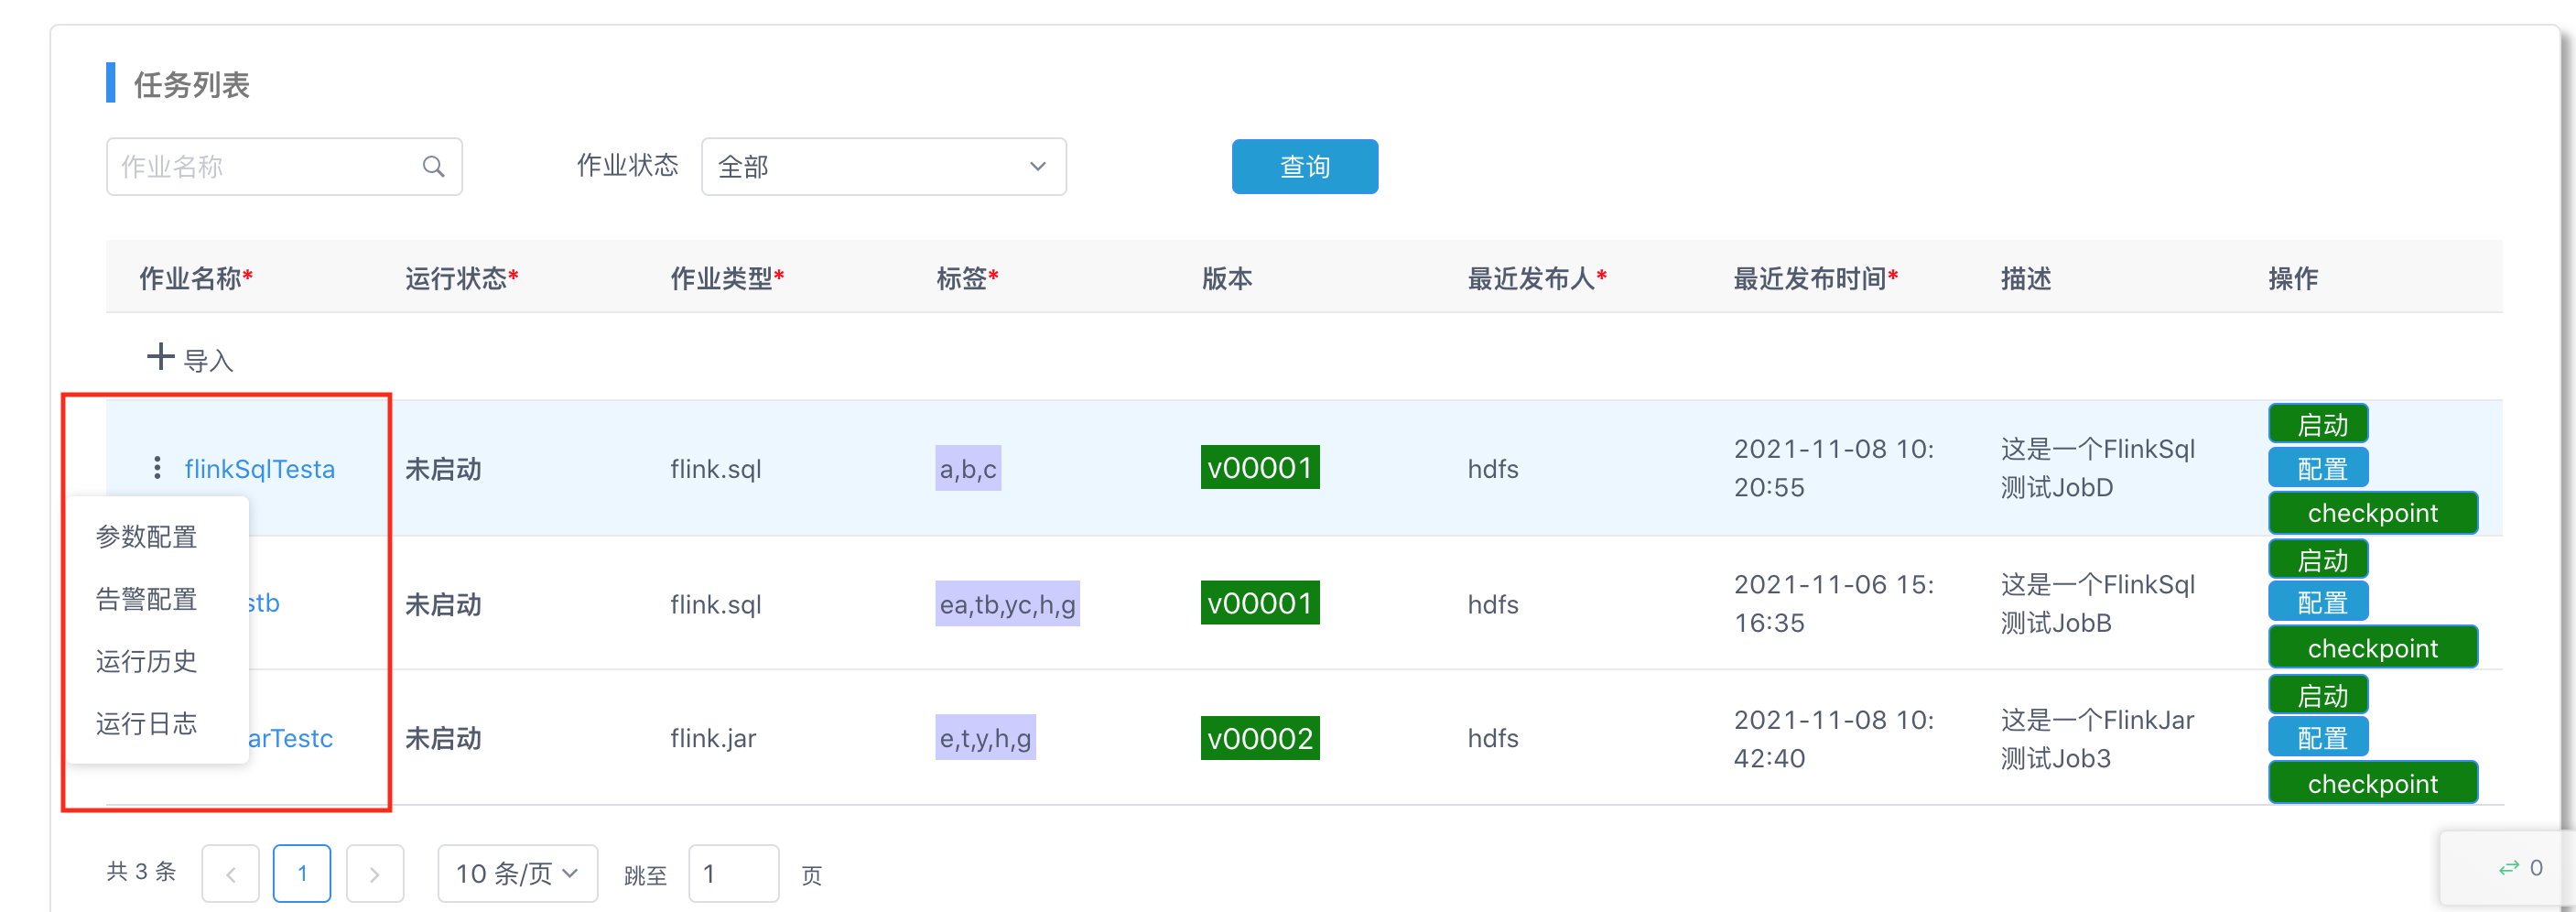 任务列表
作业名称
作业状态 全部
查询
作业名称* 运行状态* 作业类型* 标签* 版本 最近发布人* 最近发布时间* 描述 操作
导入
flinkSqlTesta 未启动 flink.sql a,b,c v00001 hdfs 2021-11-08 10:
20:55
这是一个FlinkSql
测试JobD
启动
配置
checkpoint
参数配置
告警配置
运行历史
运行日志
stb 未启动 flink.sql ea,tb,yc,h,g v00001 hdfs 2021-11-06 15:
16:35
这是一个FlinkSql
测试JobB
启动
配置
checkpoint
arTestc 未启动 flink.jar e,t,y,h,g v00002 hdfs 2021-11-08 10:
42:40
这是一个FlinkJar
测试Job3
启动
配置
checkpoint
共 3 条 1 10 条/页 跳至 1 页
0